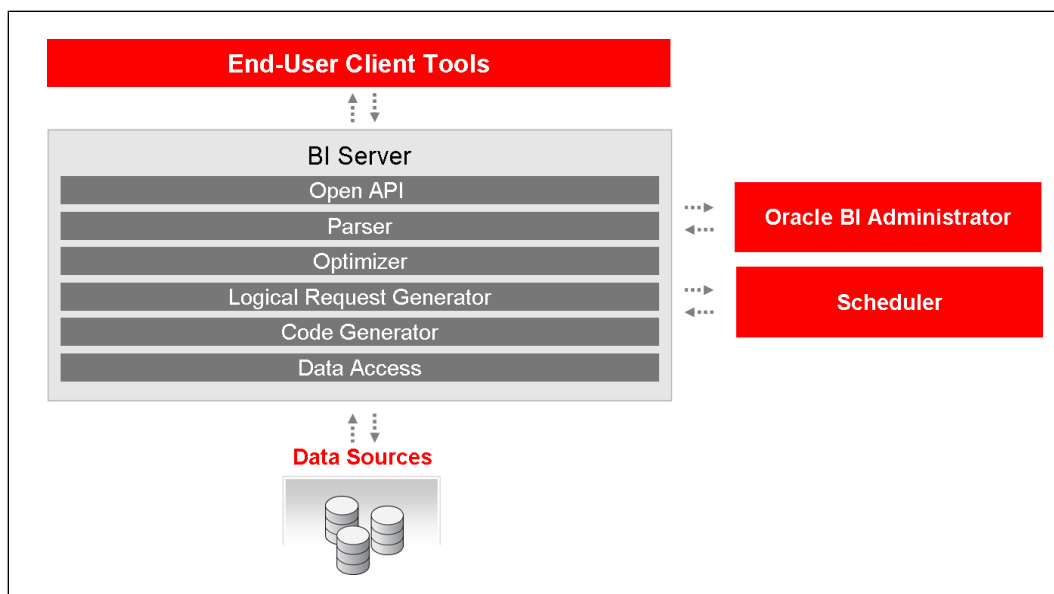 End-User Client Tools
BI Server
Open API
Parser
Optimizer
Logical Request Generator
Code Generator
Data Access
Oracle BI Administrator
Scheduler
Data Sources